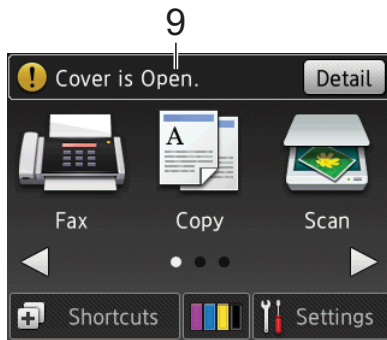 9
Cover is Open. Detail
A
Fax Copy Scan
Shortcuts Settings